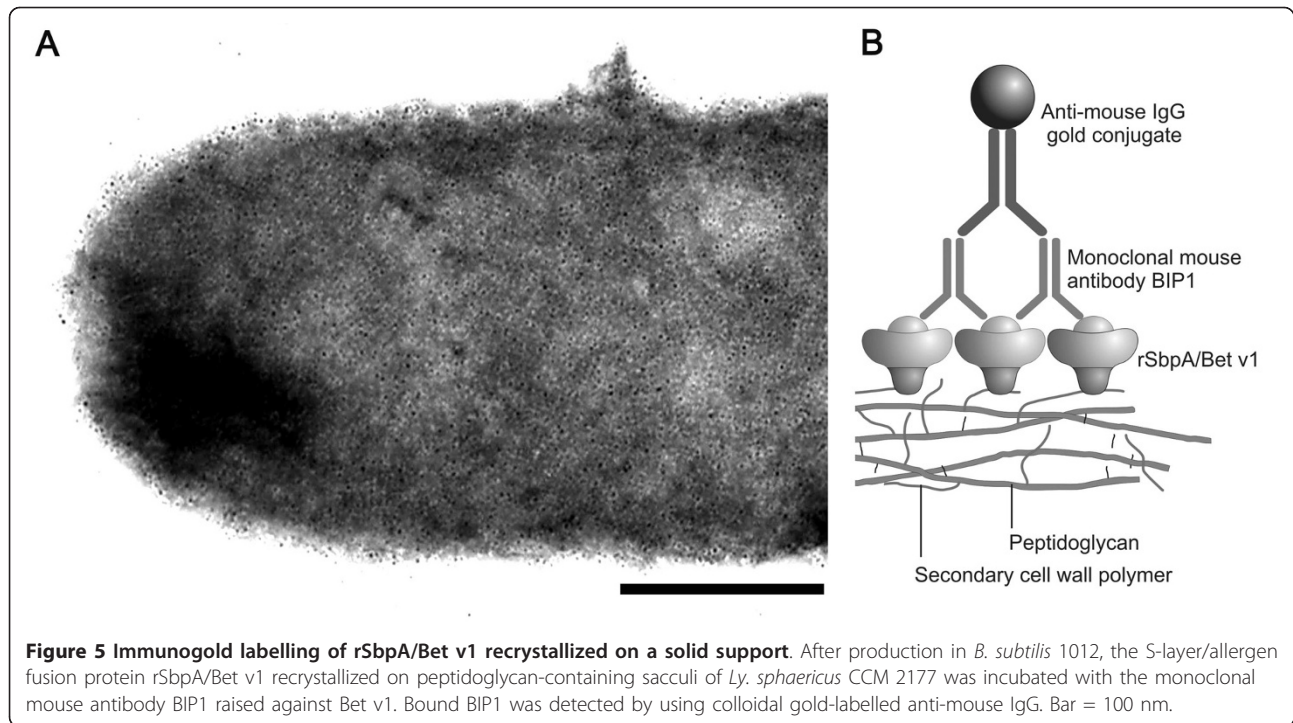 A
B
Anti-mouse IgG
gold conjugate
Monoclonal mouse
antibody BIP1
rSbpA/Bet v1
Peptidoglycan
Secondary cell wall polymer
Figure 5 Immunogold labelling of rSbpA/Bet v1 recrystallized on a solid support. After production in B. subtilis 1012, the S-layer/allergen
fusion protein rSbpA/Bet v1 recrystallized on peptidoglycan-containing sacculi of Ly. sphaericus CCM 2177 was incubated with the monoclonal
mouse antibody BIP1 raised against Bet v1. Bound BIP1 was detected by using colloidal gold-labelled anti-mouse IgG. Bar = 100 nm.